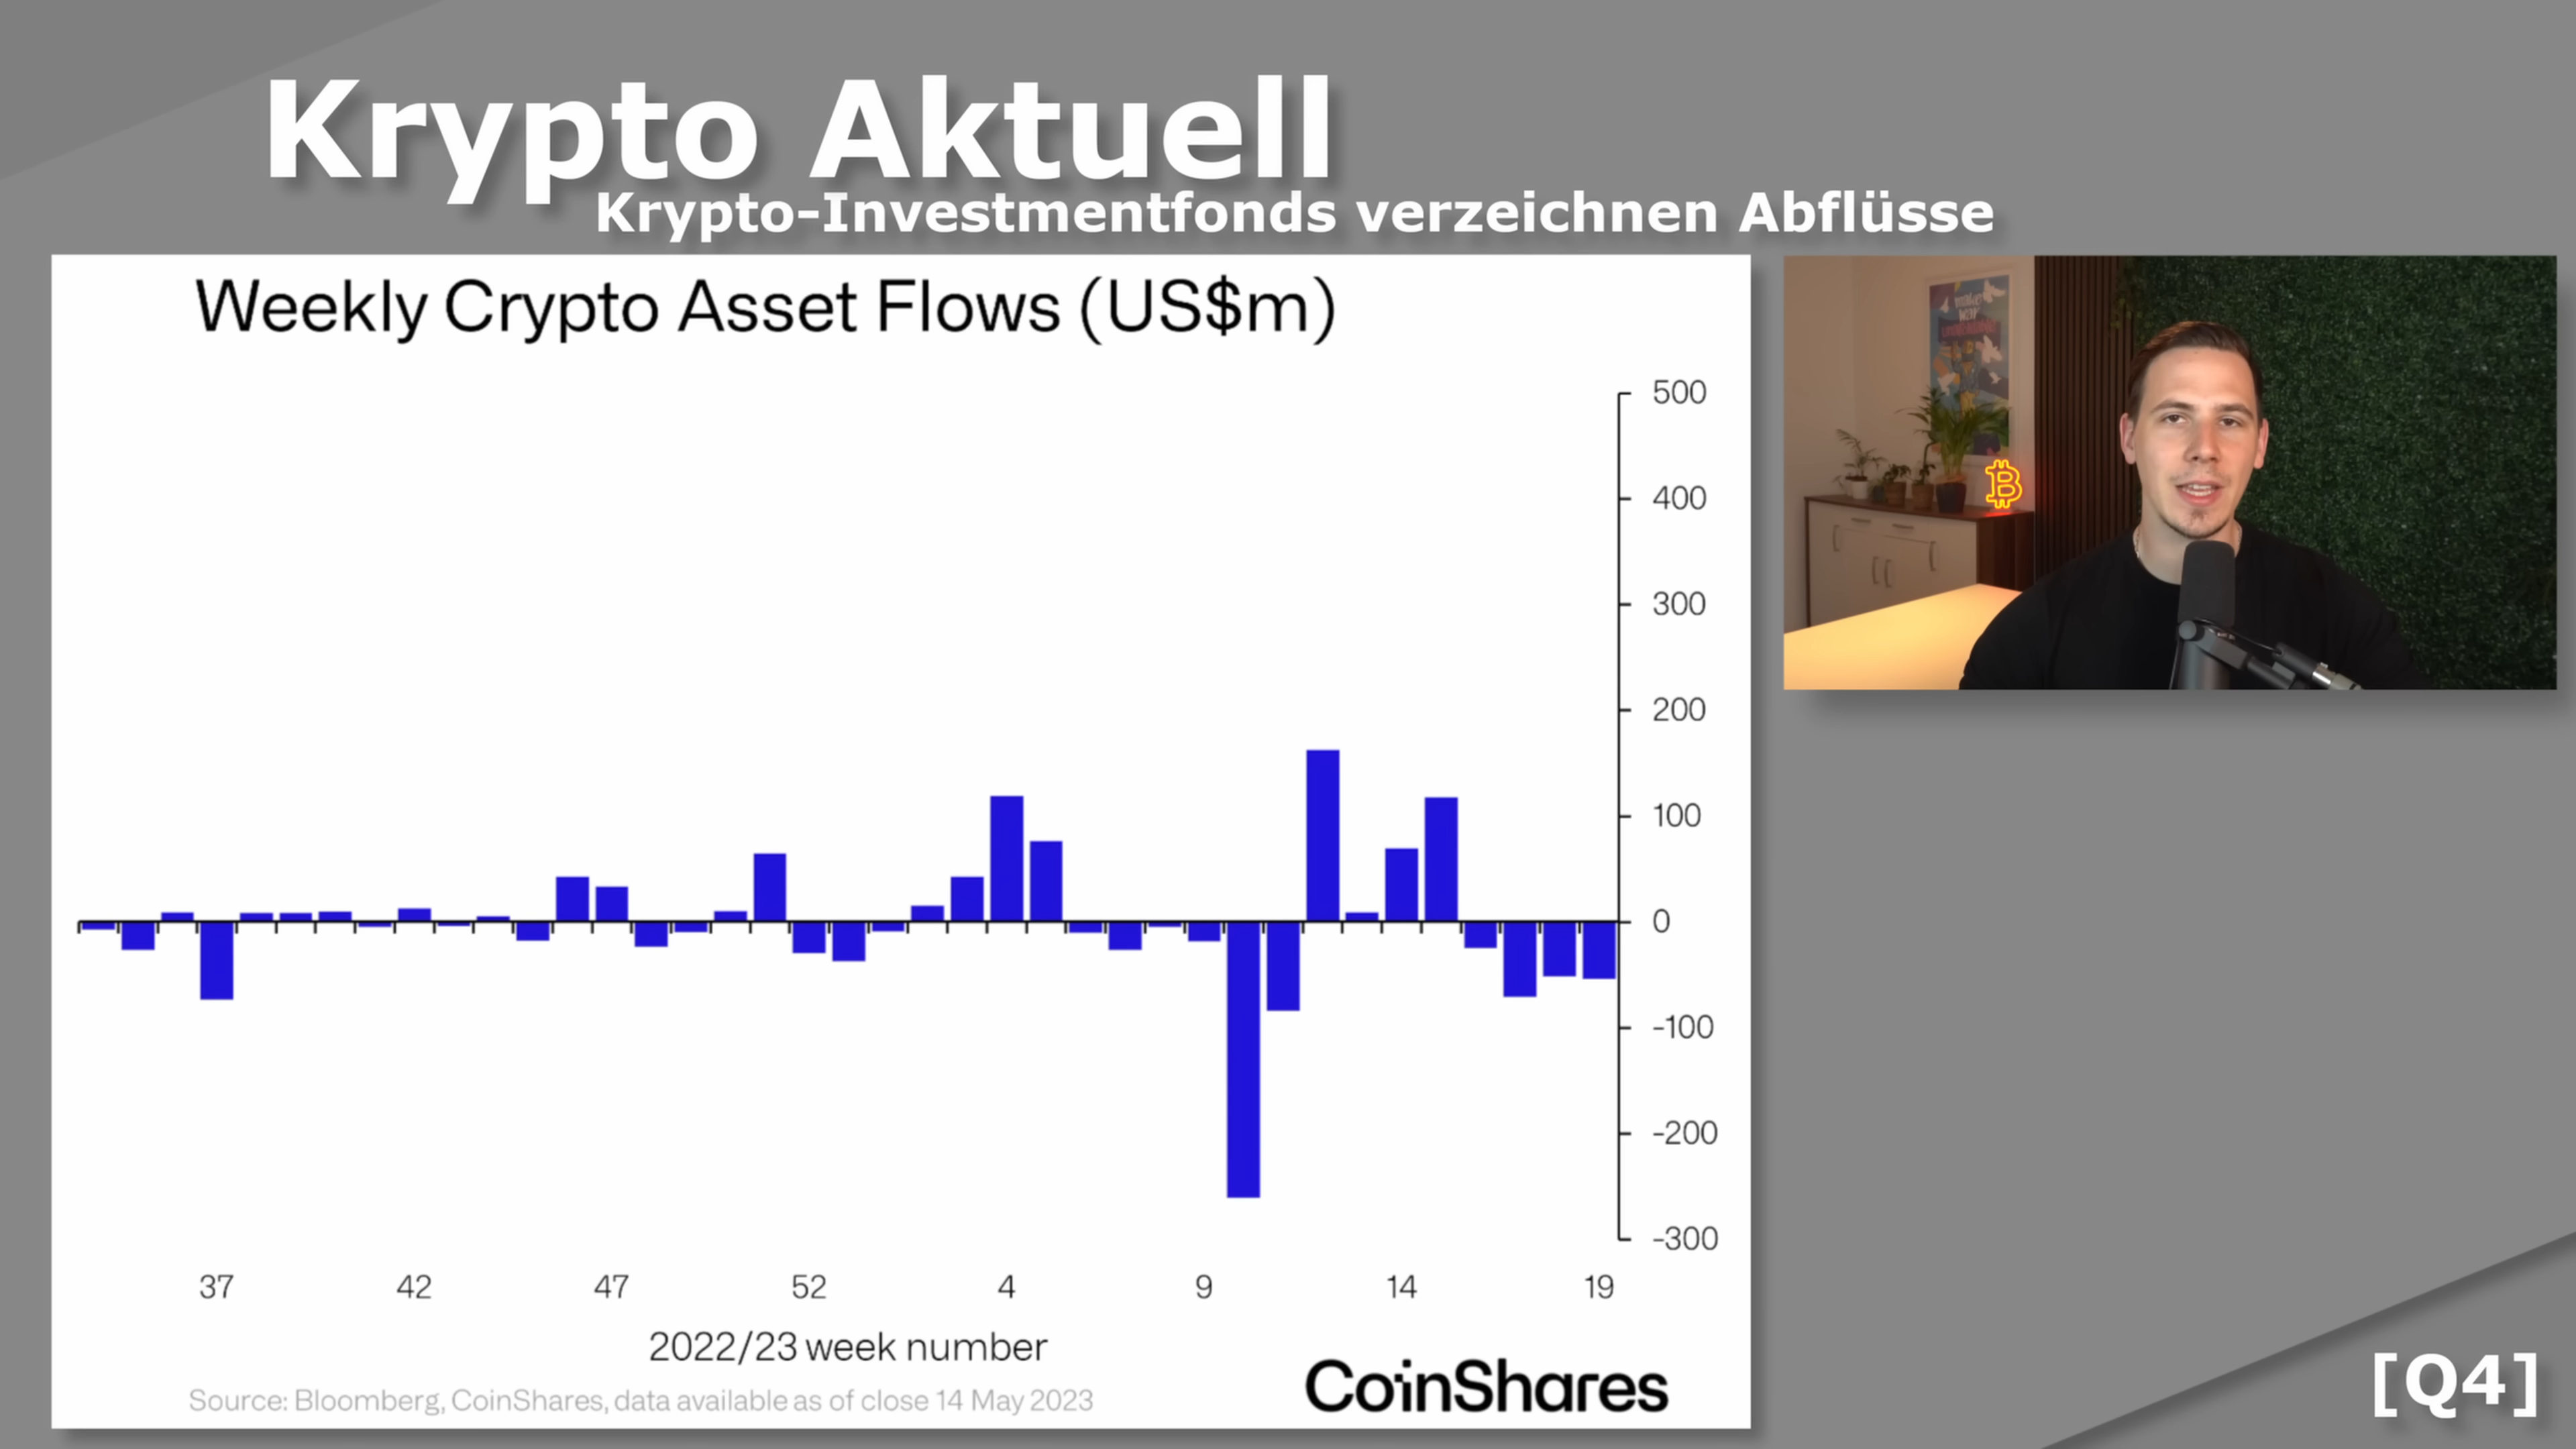 Krypto Aktuell
Krypto-Investmentfonds verzeichnen Abflüsse
Weekly Crypto Asset Flows (US$m)
500
400
300
200
100
0
-100
-200
-300
37 42 47 52 4 9 14 19
2022/23 week number
Source: Bloomberg, CoinShares, data available as of close 14 May 2023
CoinShares
[Q4]